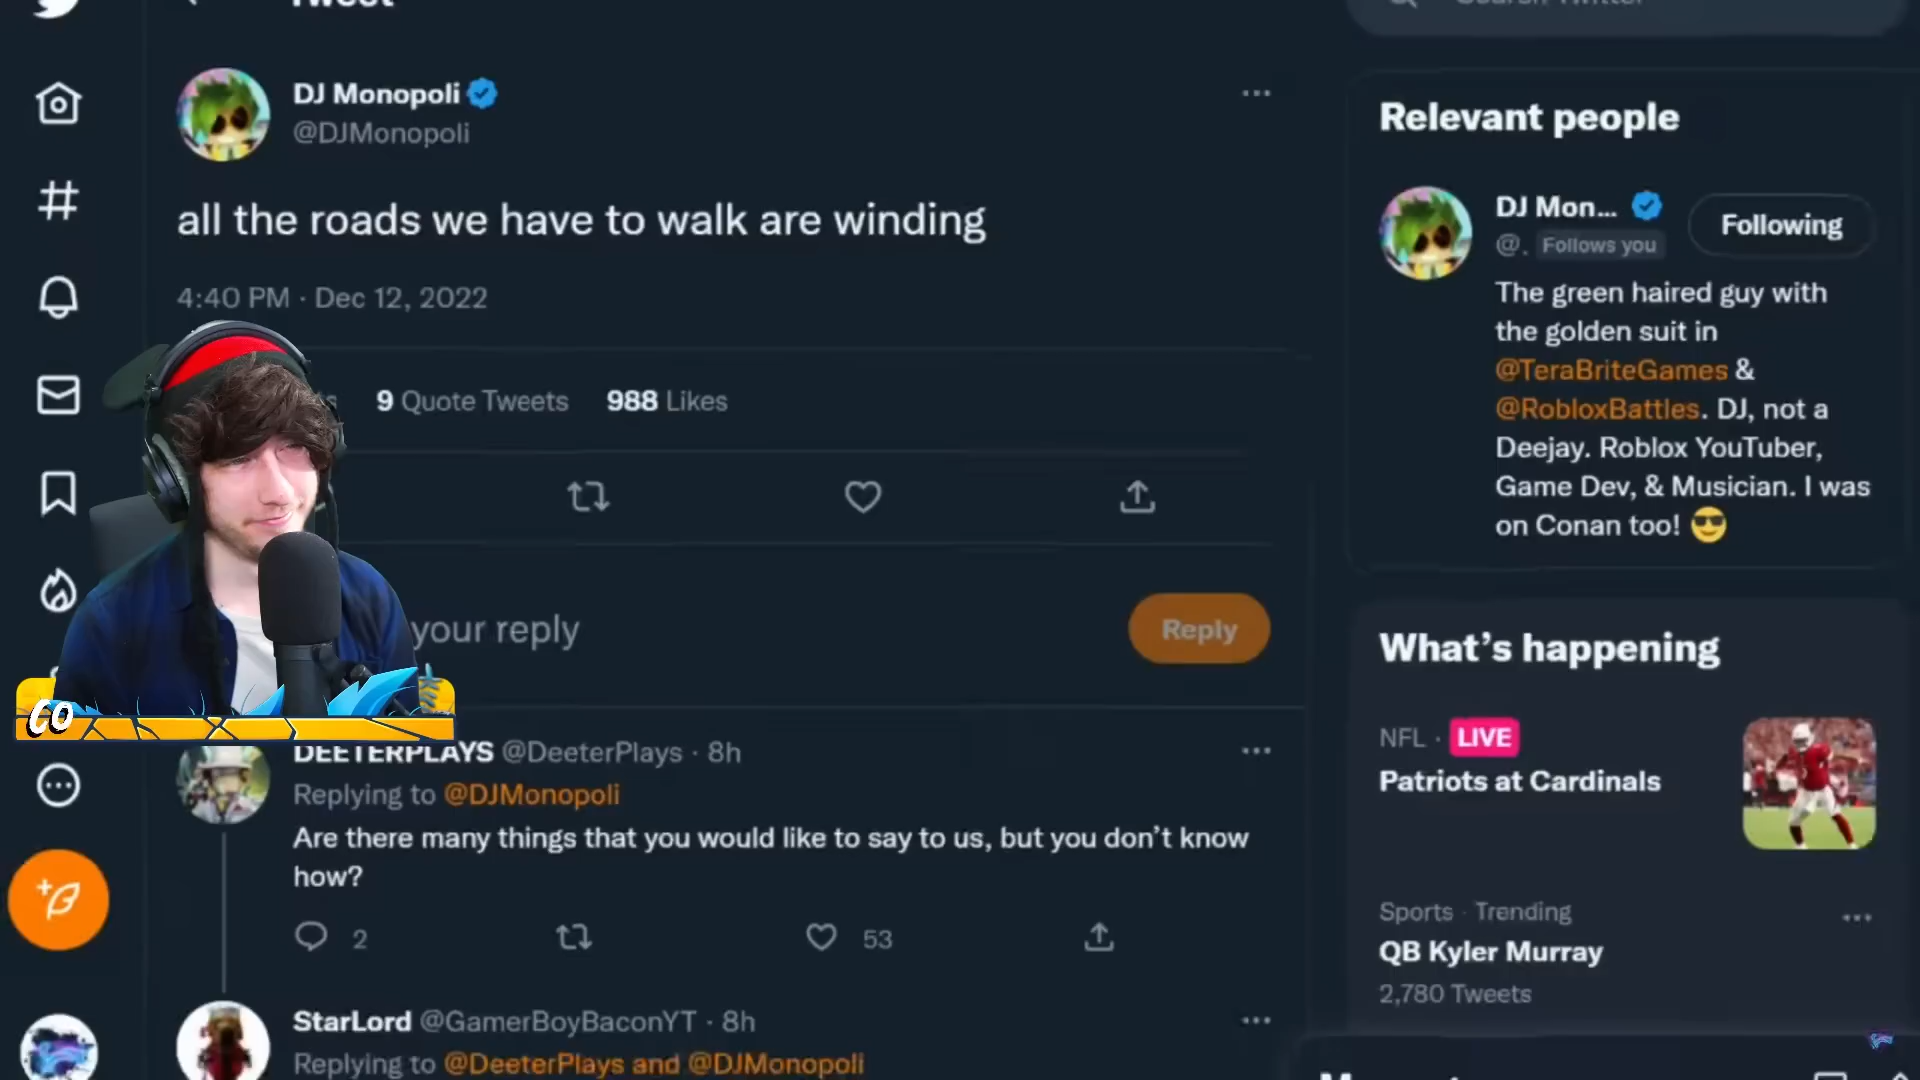 Tweet
Search Twitter
DJ Monopoli
@DJMonopoli
all the roads we have to walk are winding
4:40 PM · Dec 12, 2022
9 Quote Tweets 988 Likes
your reply
Reply
CO
DEETERPLAYS @DeeterPlays · 8h
Replying to @DJMonopoli
Are there many things that you would like to say to us, but you don't know
how?
2
53
StarLord @GamerBoyBaconYT · 8h
Replying to @DeeterPlays and @DJMonopoli
Relevant people
DJ Mon...
@. Follows you
Following
The green haired guy with
the golden suit in
@TeraBriteGames &
@RobloxBattles. DJ, not a
Deejay. Roblox YouTuber,
Game Dev, & Musician. I was
on Conan too! 😎
What's happening
NFL · LIVE
Patriots at Cardinals
Sports · Trending
QB Kyler Murray
2,780 Tweets